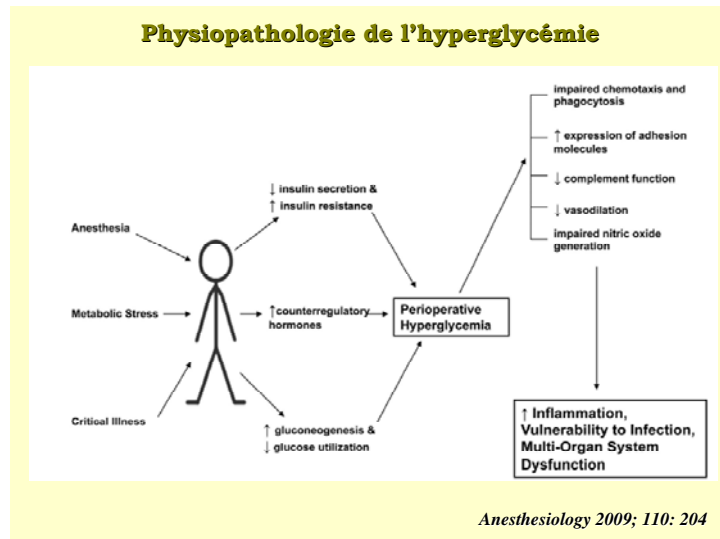 Physiopathologie de l'hyperglycémie
impaired chemotaxis and
phagocytosis
↑ expression of adhesion
molecules
↓ complement function
↓ vasodilation
impaired nitric oxide
generation
↓ insulin secretion &
↑ insulin resistance
Anesthesia
Metabolic Stress
↑counterregulatory
hormones
Perioperative
Hyperglycemia
Critical Illness
↑ gluconeogenesis &
↓ glucose utilization
↑ Inflammation,
Vulnerability to Infection,
Multi-Organ System
Dysfunction
Anesthesiology 2009; 110: 204